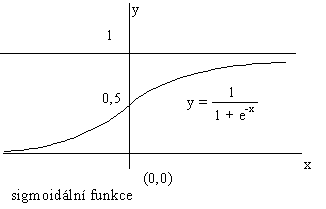 y
1
0,5
y = 1 / 1 + e^-x
x
(0,0)
sigmoidální funkce